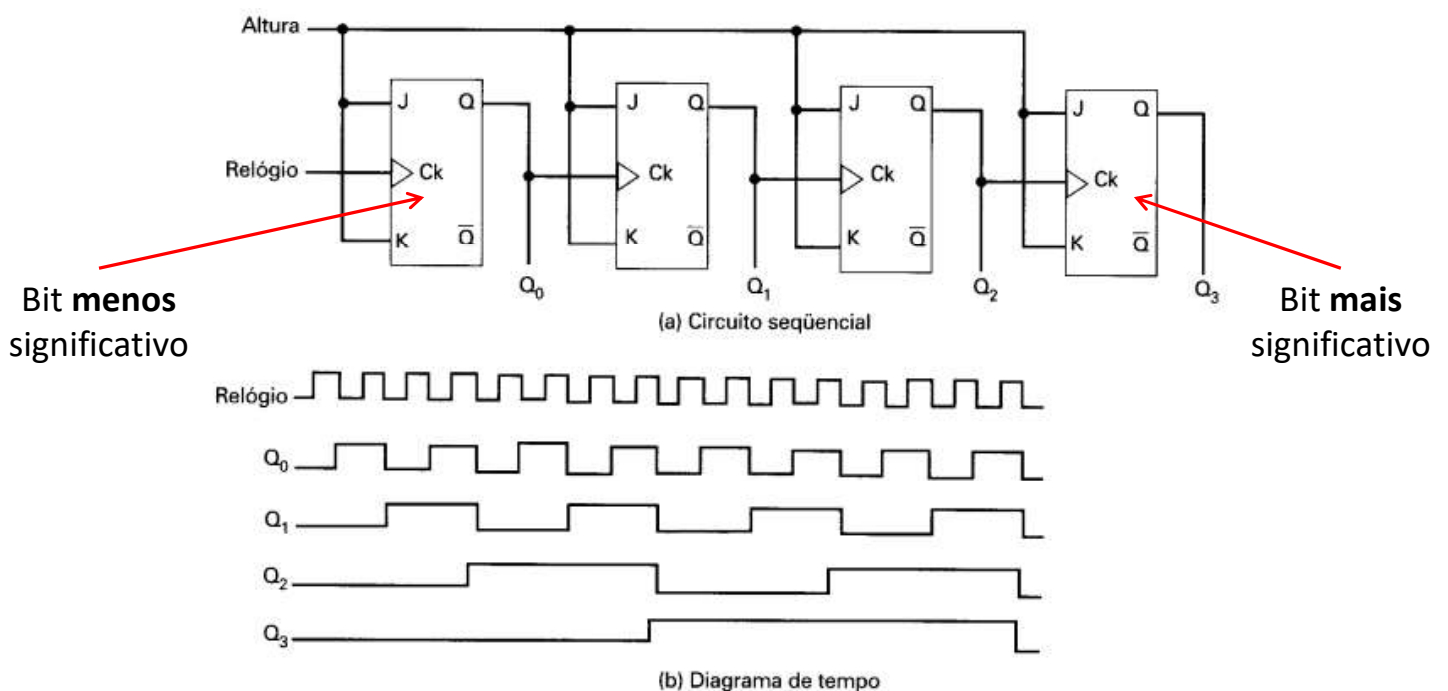 Altura
J Q J Q J Q J Q
Relógio Ck Ck Ck Ck
K Q̅ K Q̅ K Q̅ K Q̅
Q₀ Q₁ Q₂ Q₃
Bit menos
significativo
Bit mais
significativo
(a) Circuito seqüencial
Relógio
Q₀
Q₁
Q₂
Q₃
(b) Diagrama de tempo